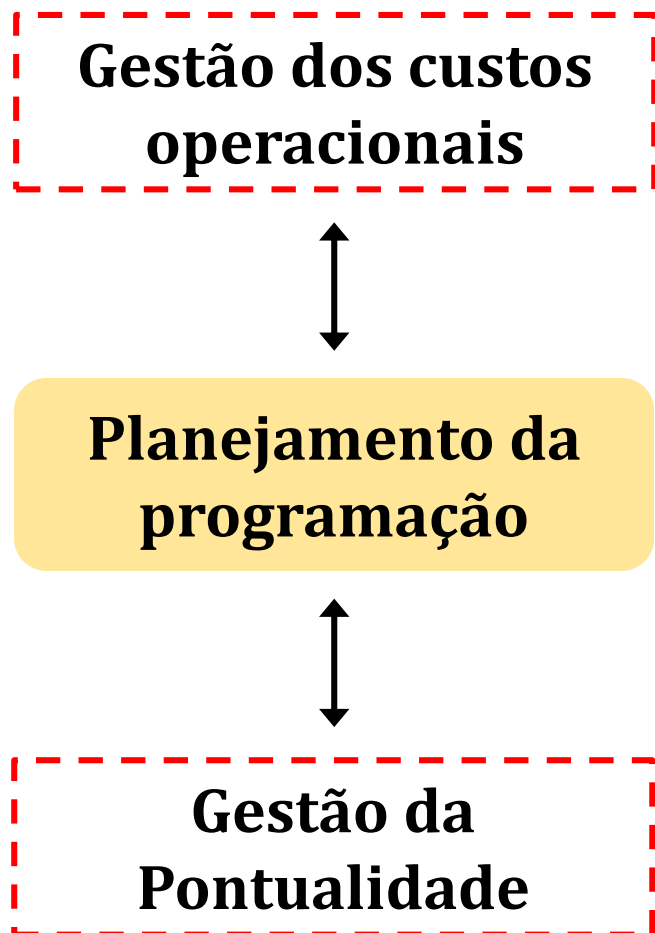 Gestão dos custos
operacionais
Planejamento da
programação
Gestão da
Pontualidade